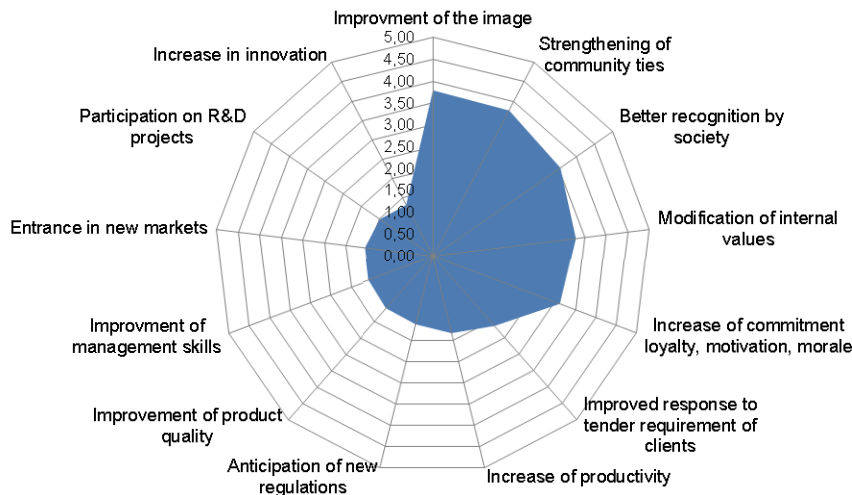 Improvment of the image
Strengthening of
community ties
Better recognition by
society
Modification of internal
values
Increase of commitment
loyalty, motivation, morale
Improved response to
tender requirement of
clients
Increase of productivity
Anticipation of new
regulations
Improvement of product
quality
Improvment of
management skills
Entrance in new markets
Participation on R&D
projects
Increase in innovation
5,00
4,50
4,00
3,50
3,00
2,50
2,00
1,50
1,00
0,50
0,00